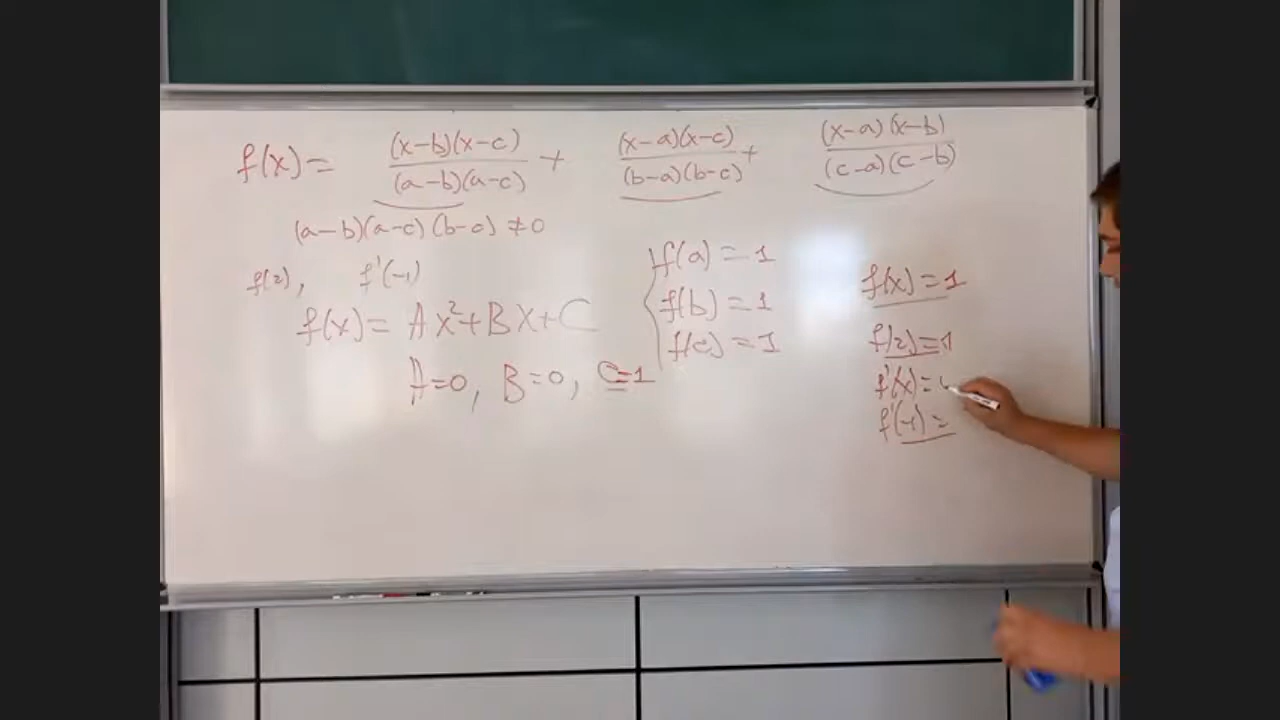 f(x) = (x-b)(x-c)/(a-b)(a-c) + (x-a)(x-c)/(b-a)(b-c) + (x-a)(x-b)/(c-a)(c-b)
(a-b)(a-c)(b-c) ≠ 0
f(2), f'(-1)
f(x) = Ax²+Bx+C
A=0, B=0, C=1
f(a) = 1
f(b) = 1
f(c) = 1
f(x) = 1
f(2) = 1
f'(x) =
f'(-1) =